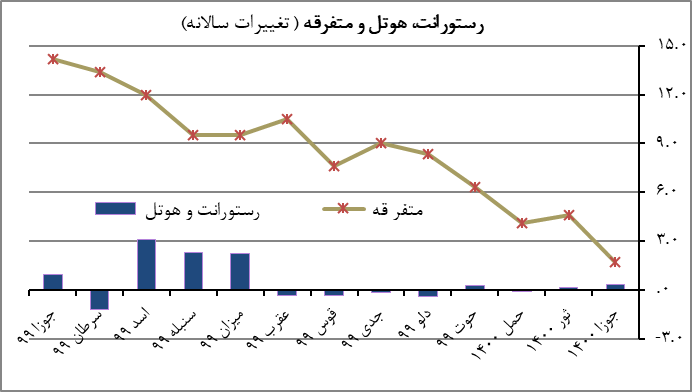 رستورانت، هوتل و متفرقه ( تغییرات سالانه)
۱۵.۰
۱۲.۰
۹.۰
۶.۰
۳.۰
.۰
-۳.۰
متفر قه
رستورانت و هوتل
جوزا ۹۹
سرطان ۹۹
اسد ۹۹
سنبله ۹۹
میزان ۹۹
عقرب ۹۹
قوس ۹۹
جدی ۹۹
دلو ۹۹
حوت ۹۹
حمل ۱۴۰۰
ثور ۱۴۰۰
جوزا ۱۴۰۰